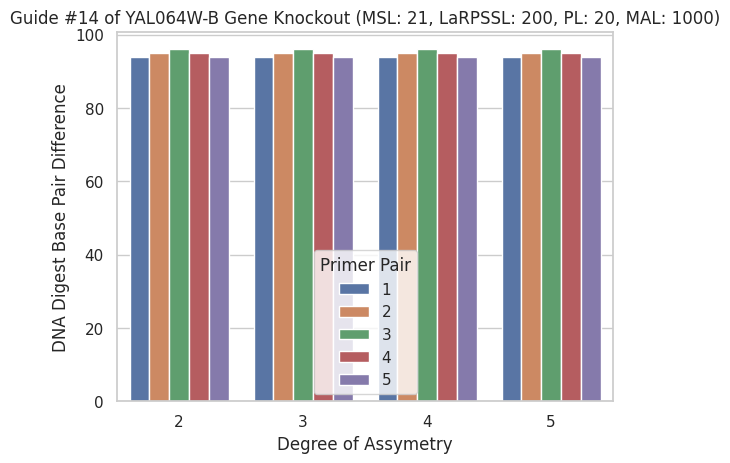 Guide #14 of YAL064W-B Gene Knockout (MSL: 21, LaRPSSL: 200, PL: 20, MAL: 1000)
DNA Digest Base Pair Difference
100
80
60
40
20
0
Primer Pair
1
2
3
4
5
2 3 4 5
Degree of Assymetry